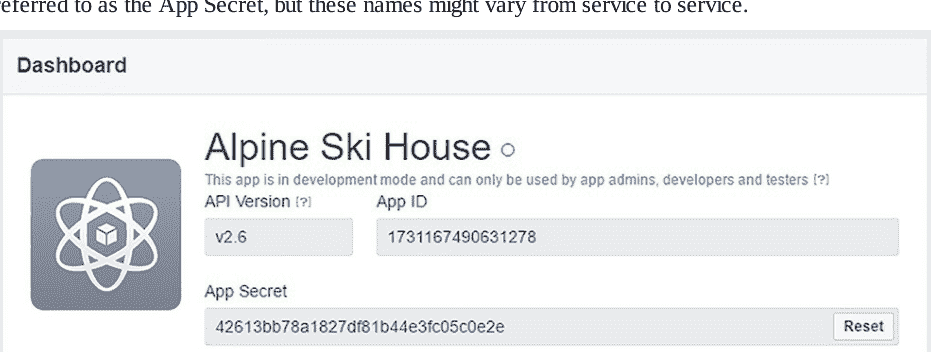 referred to as the App Secret, but these names might vary from service to service.
Dashboard
Alpine Ski House
This app is in development mode and can only be used by app admins, developers and testers [?]
API Version [?] App ID
v2.6 1731167490631278
App Secret
42613bb78a1827df81b44e3fc05c0e2e Reset